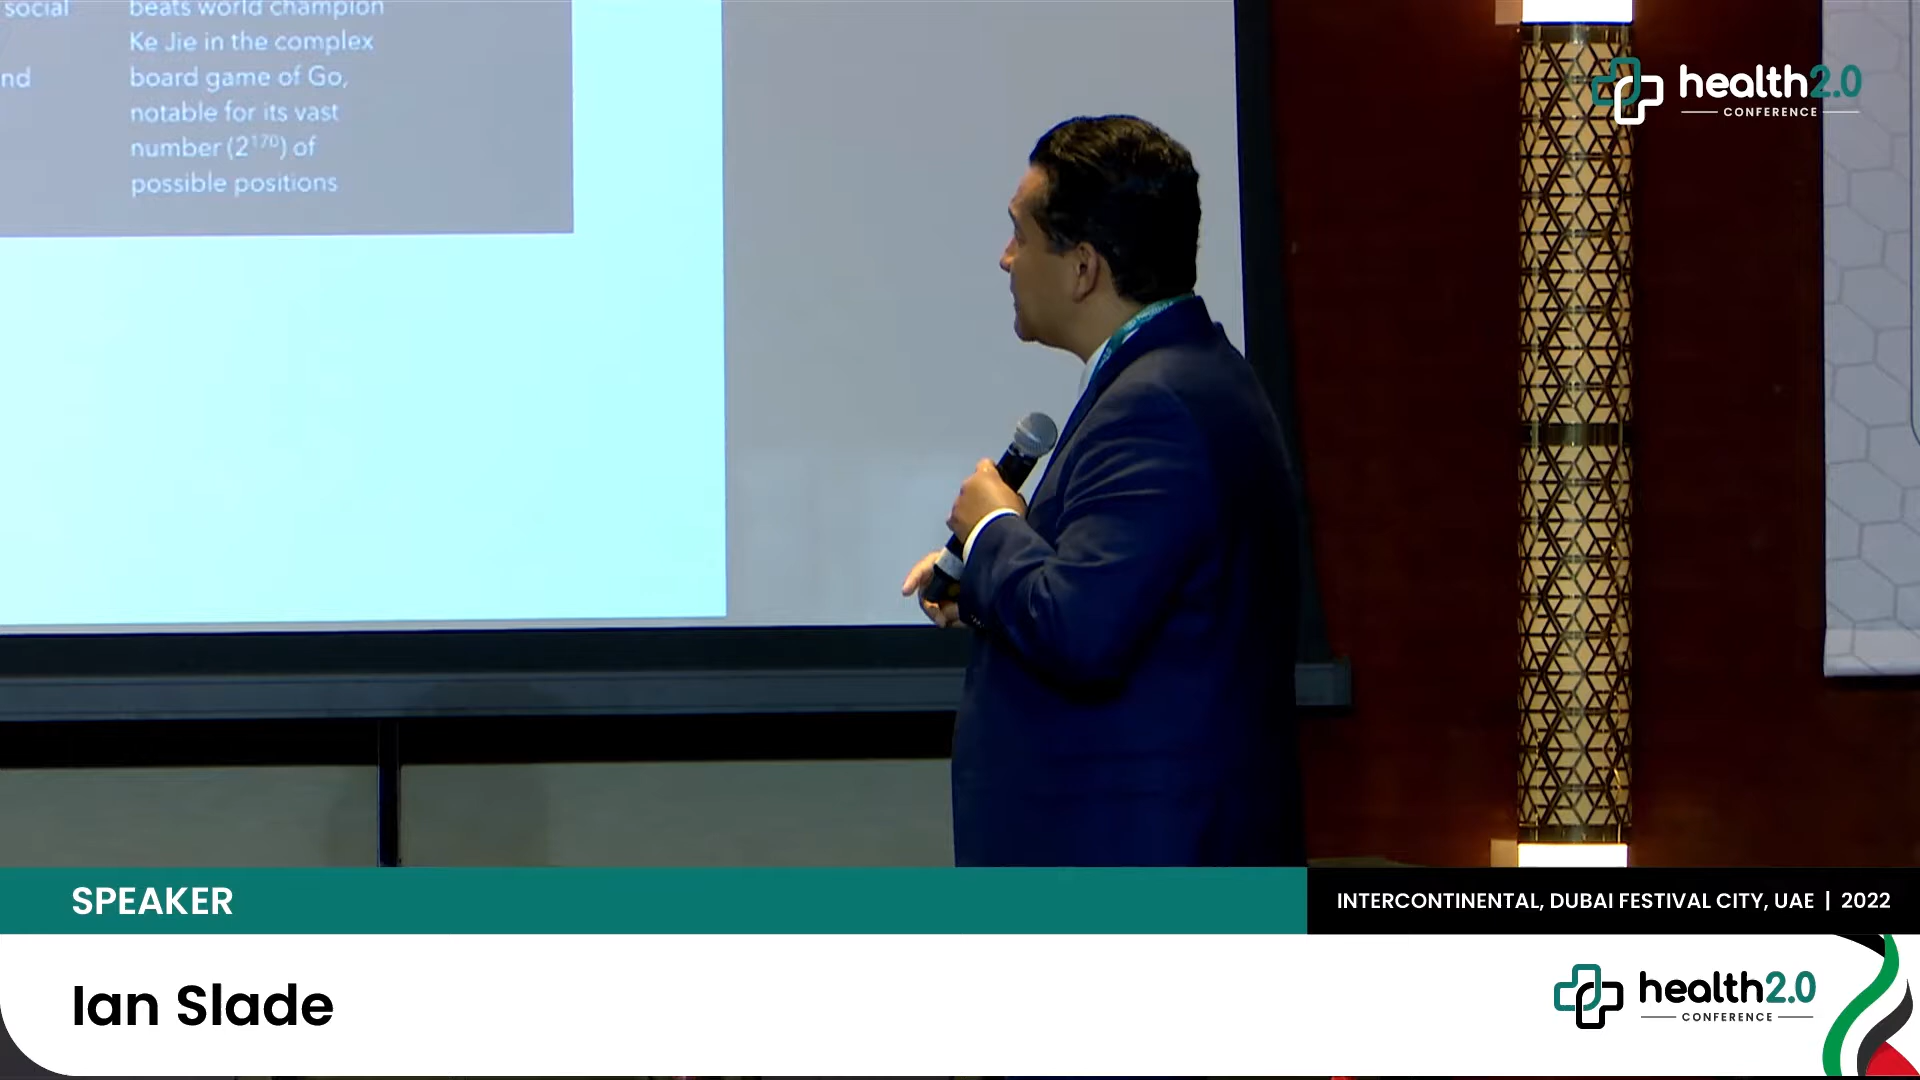 social
nd
beats world champion
Ke Jie in the complex
board game of Go,
notable for its vast
number (2¹⁷⁰) of
possible positions
health2.0
CONFERENCE
SPEAKER
INTERCONTINENTAL, DUBAI FESTIVAL CITY, UAE | 2022
Ian Slade
health2.0
CONFERENCE